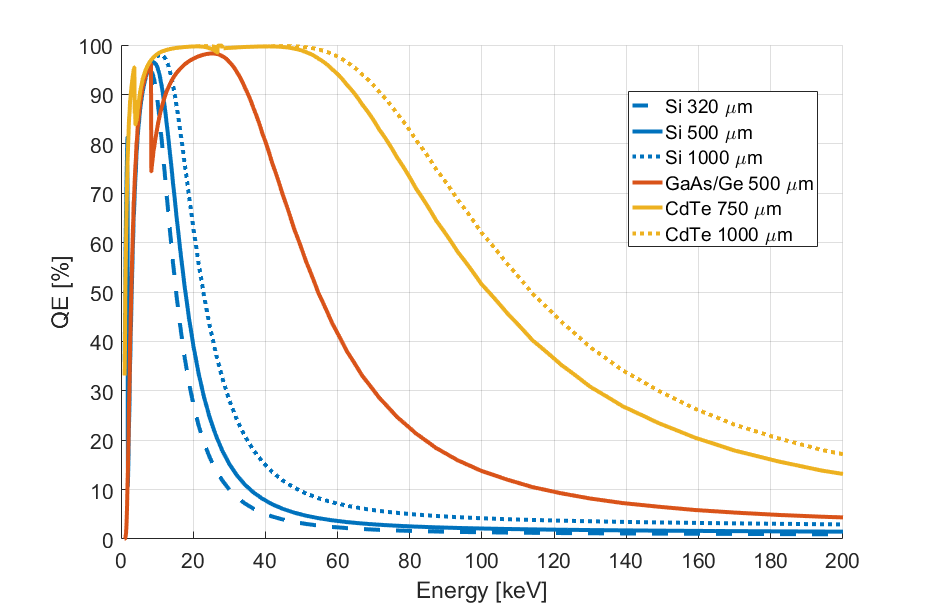 100
90
80
70
60
50
40
30
20
10
0
QE [%]
Si 320 μm
Si 500 μm
Si 1000 μm
GaAs/Ge 500 μm
CdTe 750 μm
CdTe 1000 μm
0 20 40 60 80 100 120 140 160 180 200
Energy [keV]